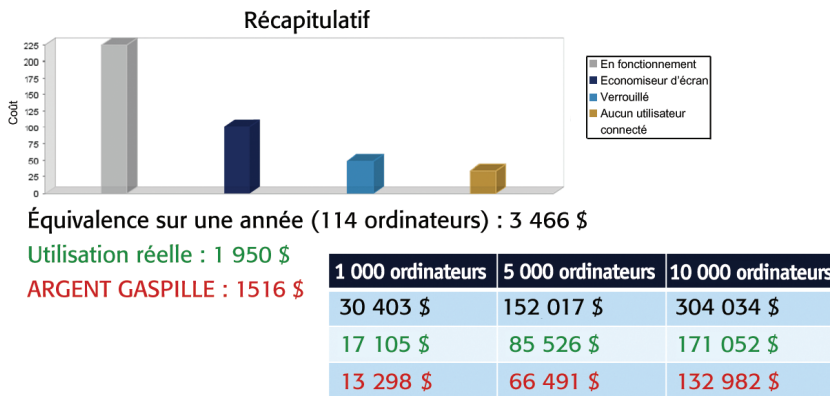 Récapitulatif
225
200
175
150
125
100
75
50
25
0
Coût
En fonctionnement
Economiseur d'écran
Verrouillé
Aucun utilisateur
connecté
Équivalence sur une année (114 ordinateurs) : 3 466 $
Utilisation réelle : 1 950 $
ARGENT GASPILLE : 1516 $
1 000 ordinateurs 5 000 ordinateurs 10 000 ordinateurs
30 403 $ 152 017 $ 304 034 $
17 105 $ 85 526 $ 171 052 $
13 298 $ 66 491 $ 132 982 $